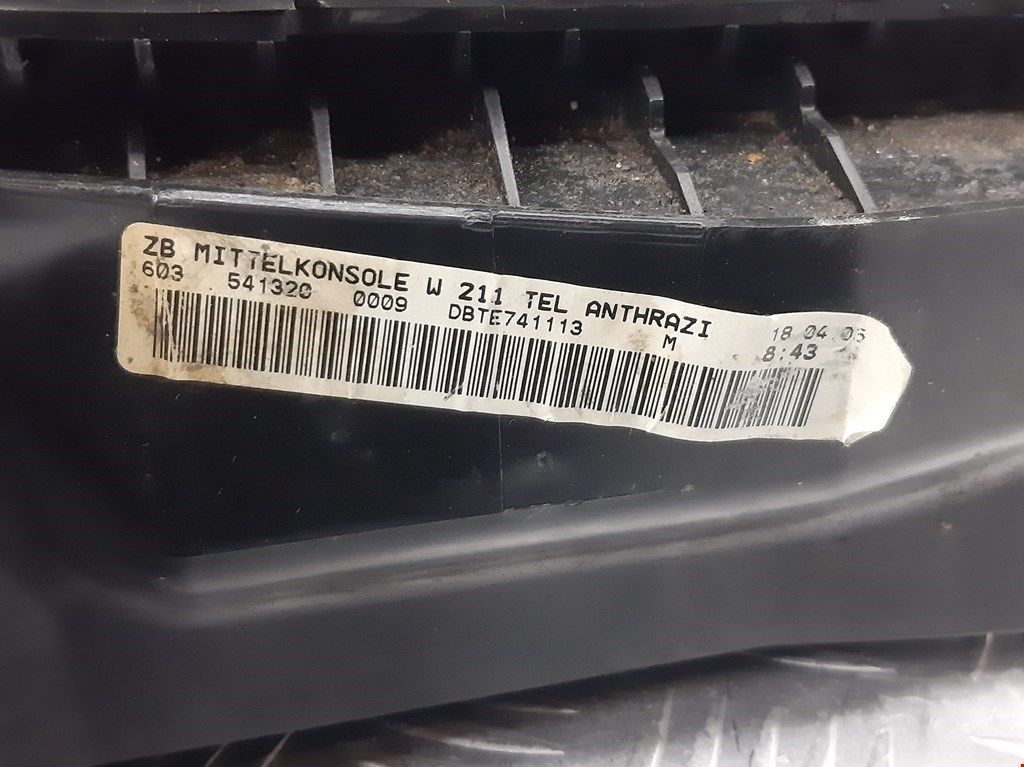 ZB MITTELKONSOLE W 211 TEL ANTHRAZI
603 541320 0009 DBTE741113 M 18.04.06
8:43